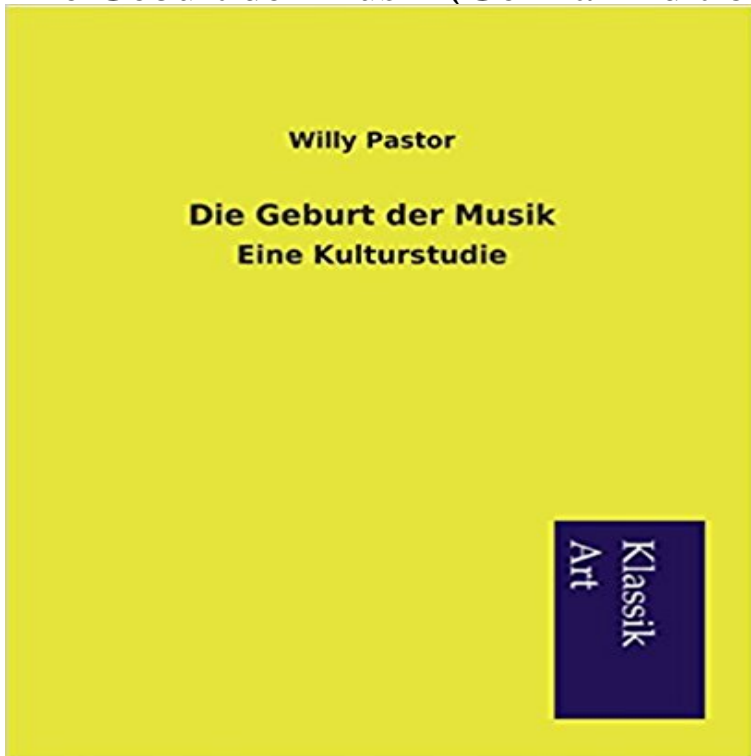 Willy Pastor
Die Geburt der Musik
Eine Kulturstudie
Klassik
Art